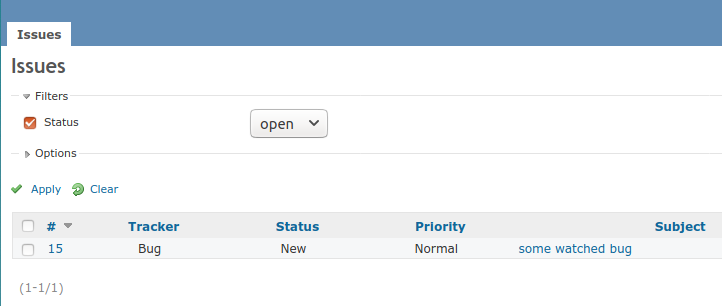 Issues
Issues
Filters
Status open
Options
Apply Clear
# Tracker Status Priority Subject
15 Bug New Normal some watched bug
(1-1/1)